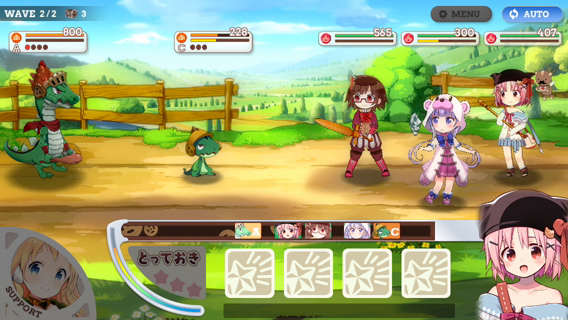 WAVE 2/2 3
MENU
AUTO
800
A
228
C
565
300
407
A
C
とっておき
SUPPORT